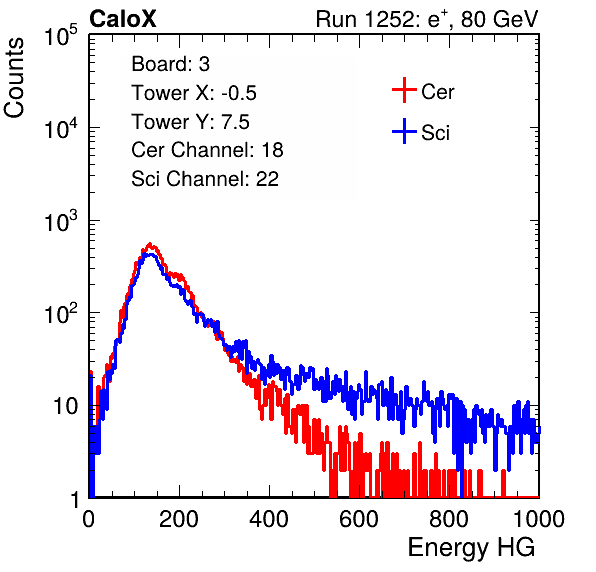 CaloX Run 1252: e⁺, 80 GeV
Counts
Board: 3
Tower X: -0.5
Tower Y: 7.5
Cer Channel: 18
Sci Channel: 22
Cer
Sci
10⁵
10⁴
10³
10²
10
1
0 200 400 600 800 1000
Energy HG